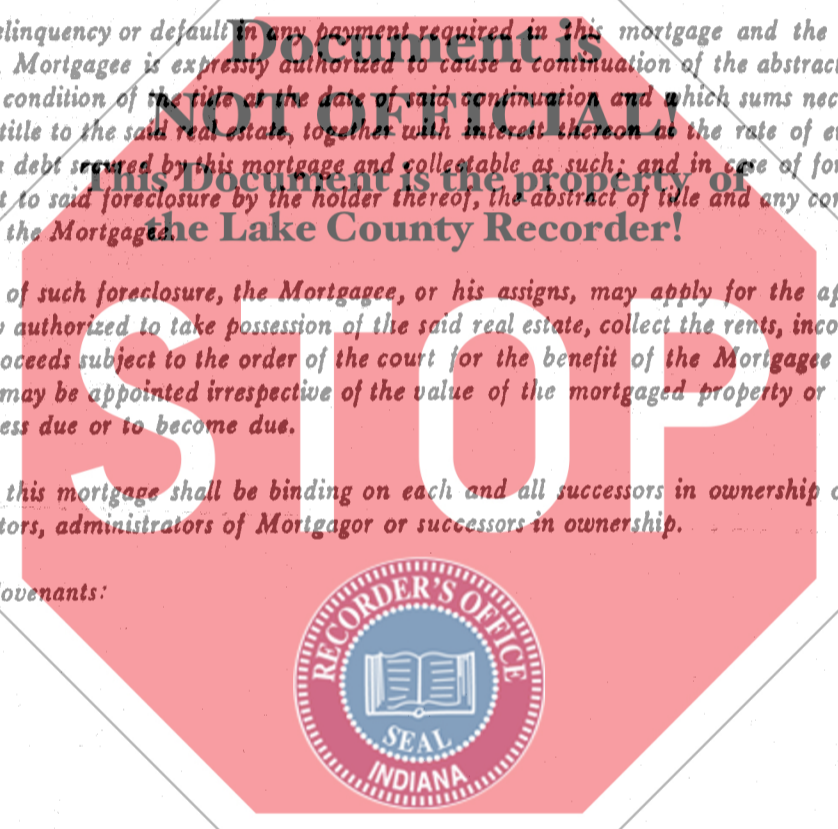 elinquency or default in any payment required in this mortgage and the
Document is
Mortgagee is expressly authorized to cause a continuation of the abstract
condition of the title at the date of said continuation and which sums nec
NOT OFFICIAL!
title to the said real estate, together with interest thereon at the rate of e
debt secured by this mortgage and collectable as such; and in case of fo
This Document is the property of
t to said foreclosure by the holder thereof, the abstract of title and any con
the Lake County Recorder!
the Mortgagee.
of such foreclosure, the Mortgagee, or his assigns, may apply for the
authorized to take possession of the said real estate, collect the rents, inco
oceeds subject to the order of the court for the benefit of the Mortgagee
may be appointed irrespective of the value of the mortgaged property or
ess due or to become due.
STOP
this mortgage shall be binding on each and all successors in ownership
tors, administrators of Mortgagor or successors in ownership.
ovenants:
RECORDER'S OFFICE
SEAL
INDIANA